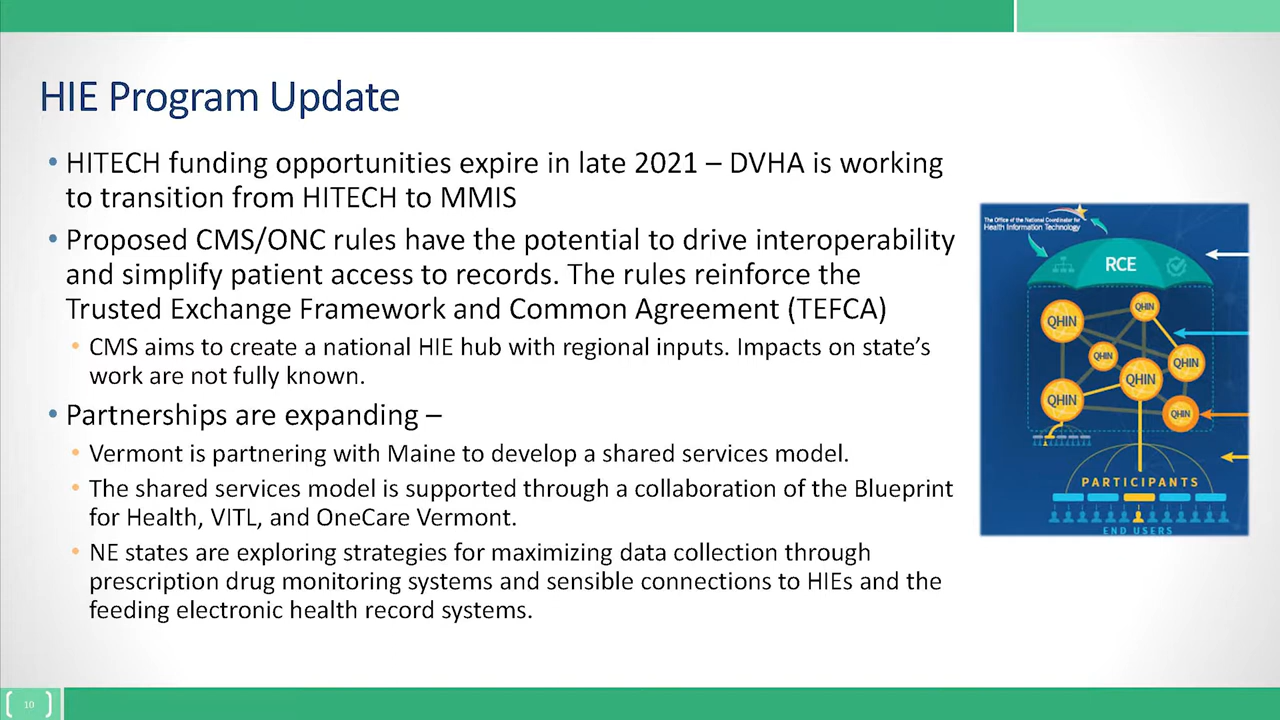 HIE Program Update
• HITECH funding opportunities expire in late 2021 – DVHA is working
to transition from HITECH to MMIS
• Proposed CMS/ONC rules have the potential to drive interoperability
and simplify patient access to records. The rules reinforce the
Trusted Exchange Framework and Common Agreement (TEFCA)
• CMS aims to create a national HIE hub with regional inputs. Impacts on state’s
work are not fully known.
• Partnerships are expanding –
• Vermont is partnering with Maine to develop a shared services model.
• The shared services model is supported through a collaboration of the Blueprint
for Health, VITL, and OneCare Vermont.
• NE states are exploring strategies for maximizing data collection through
prescription drug monitoring systems and sensible connections to HIEs and the
feeding electronic health record systems.
The Office of the National Coordinator for
Health Information Technology
RCE
QHIN
QHIN
QHIN
QHIN
QHIN
QHIN
QHIN
PARTICIPANTS
END USERS
10